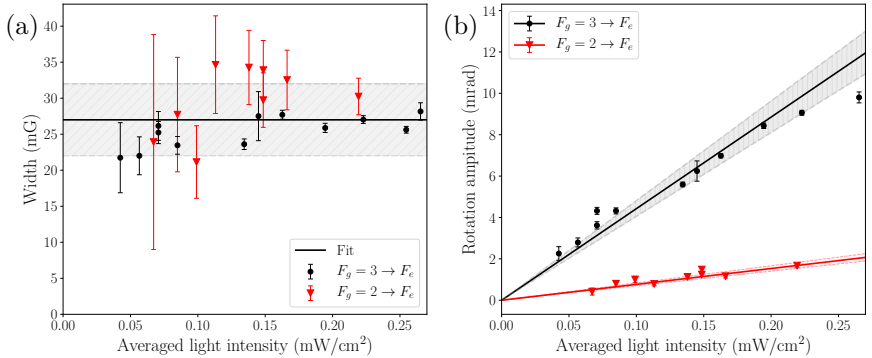 (a)
40
35
30
25
20
15
10
5
0
Width (mG)
0.00 0.05 0.10 0.15 0.20 0.25
Averaged light intensity (mW/cm²)
Fit
F_g = 3 → F_e
F_g = 2 → F_e
(b)
14
12
10
8
6
4
2
0
Rotation ampitude (mrad)
0.00 0.05 0.10 0.15 0.20 0.25
Averaged light intensity (mW/cm²)
F_g = 3 → F_e
F_g = 2 → F_e